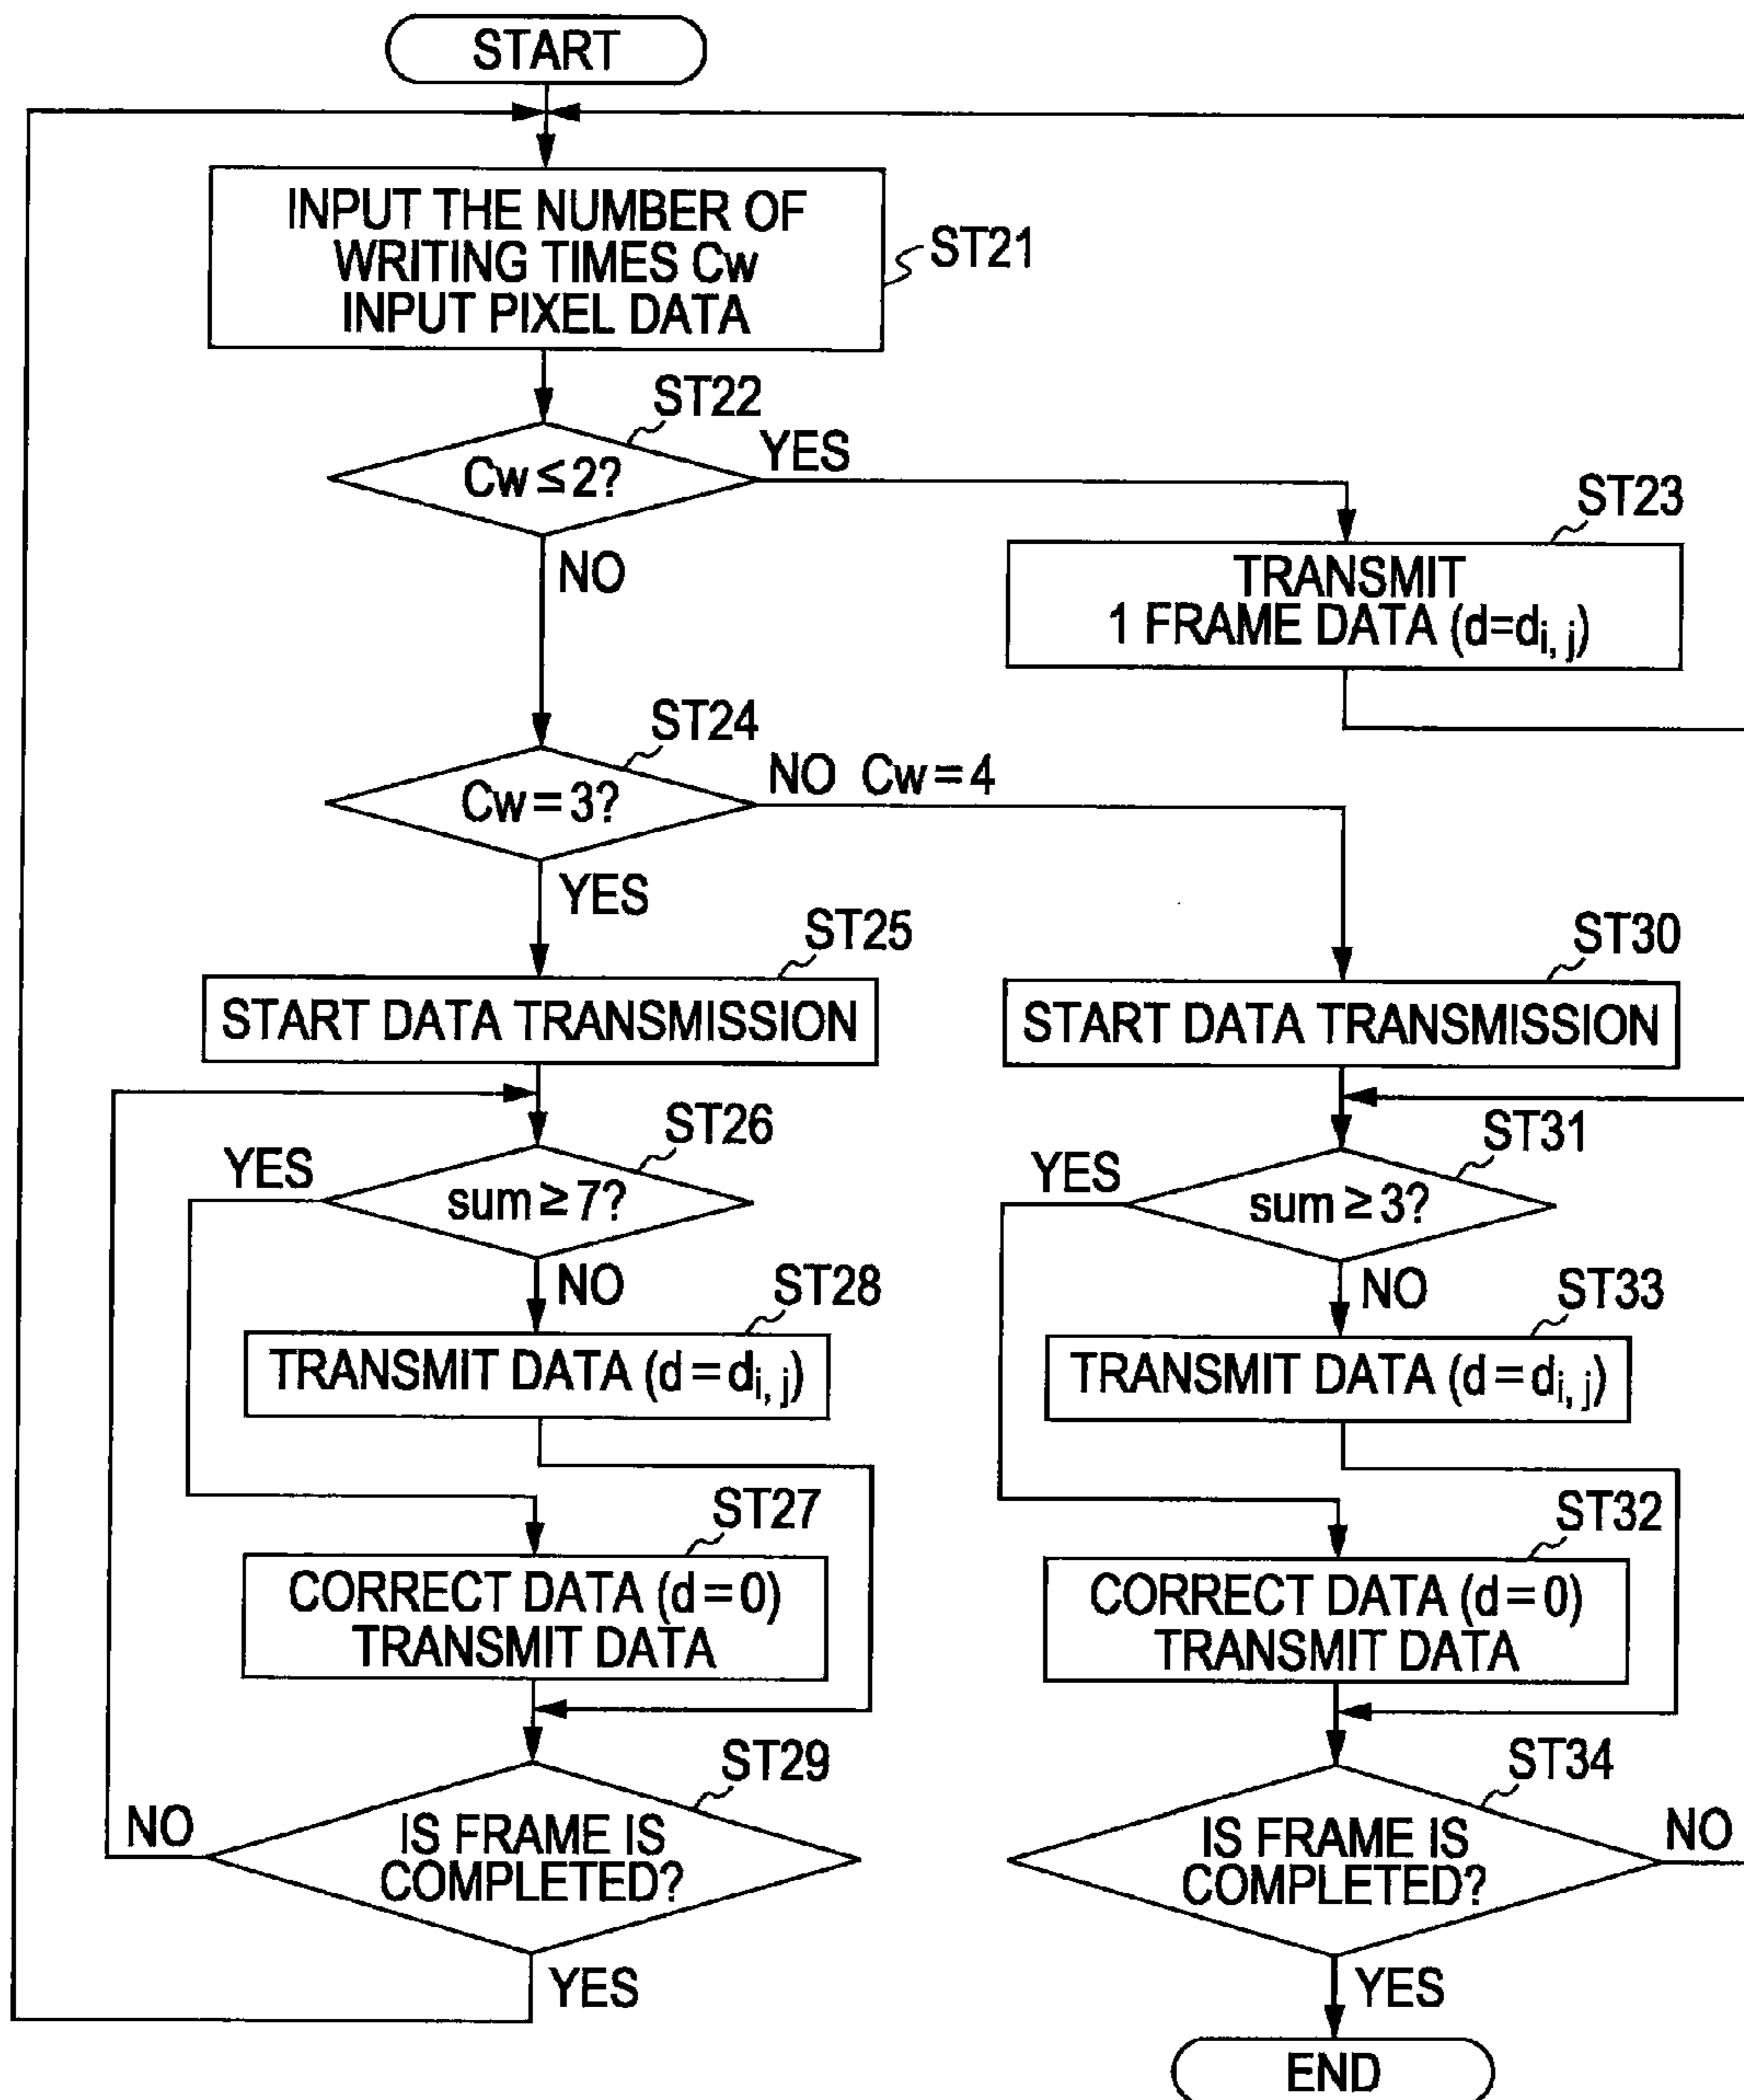 START
INPUT THE NUMBER OF
WRITING TIMES Cw
INPUT PIXEL DATA
ST21
ST22
Cw ≤ 2?
YES
NO
ST23
TRANSMIT
1 FRAME DATA (d=di, j)
ST24
Cw = 3?
NO Cw = 4
YES
ST25
START DATA TRANSMISSION
ST30
START DATA TRANSMISSION
ST26
YES
sum ≥ 7?
NO
ST31
YES
sum ≥ 3?
NO
ST28
TRANSMIT DATA (d = di, j)
ST33
TRANSMIT DATA (d = di, j)
ST27
CORRECT DATA (d = 0)
TRANSMIT DATA
ST32
CORRECT DATA (d = 0)
TRANSMIT DATA
ST29
NO
IS FRAME IS
COMPLETED?
YES
ST34
IS FRAME IS
COMPLETED?
NO
YES
END